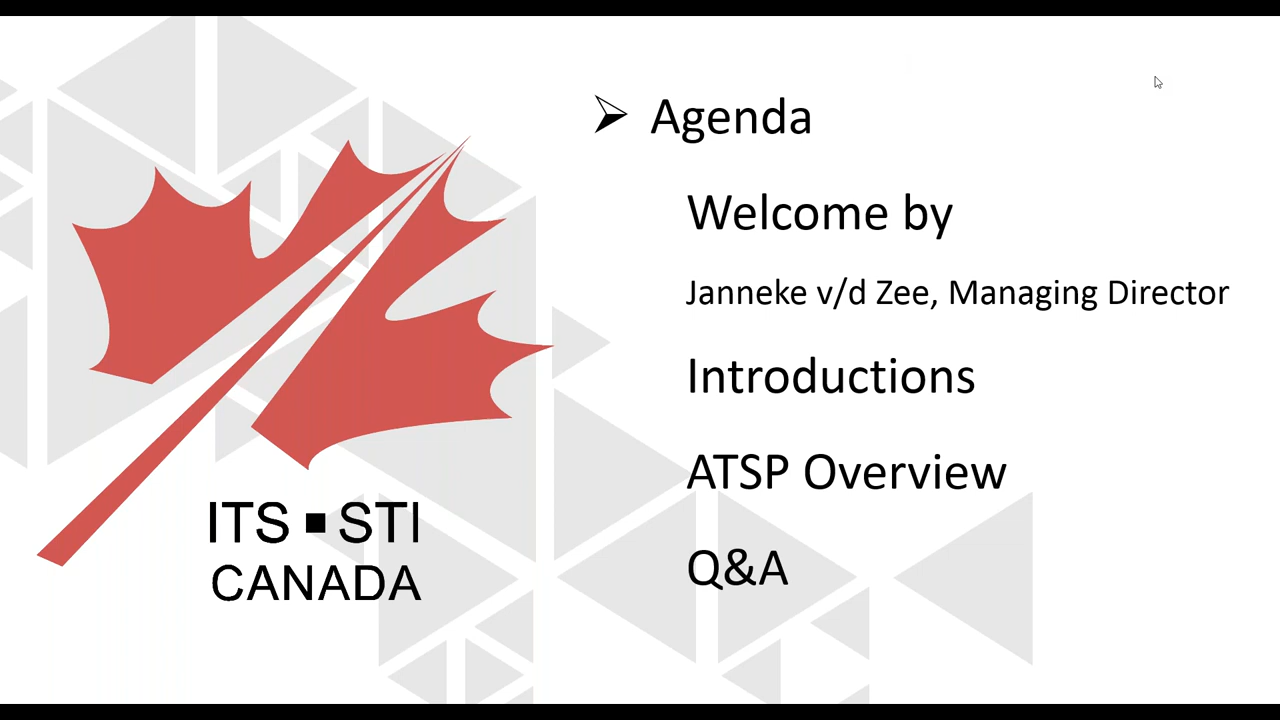 Agenda
Welcome by
Janneke v/d Zee, Managing Director
Introductions
ATSP Overview
Q&A
ITS ▪ STI
CANADA